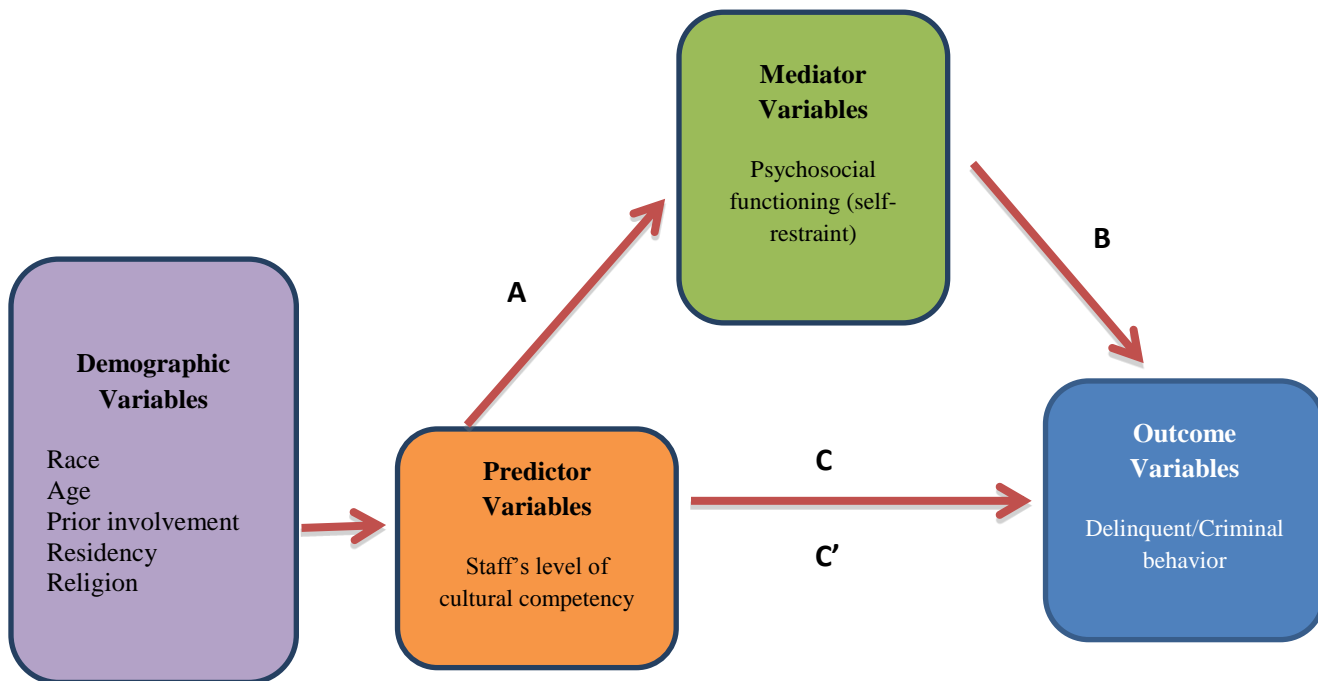 Mediator
Variables
Psychosocial
functioning (self-
restraint)
A
B
Demographic
Variables
Race
Age
Prior involvement
Residency
Religion
Predictor
Variables
Staff’s level of
cultural competency
C
C’
Outcome
Variables
Delinquent/Criminal
behavior